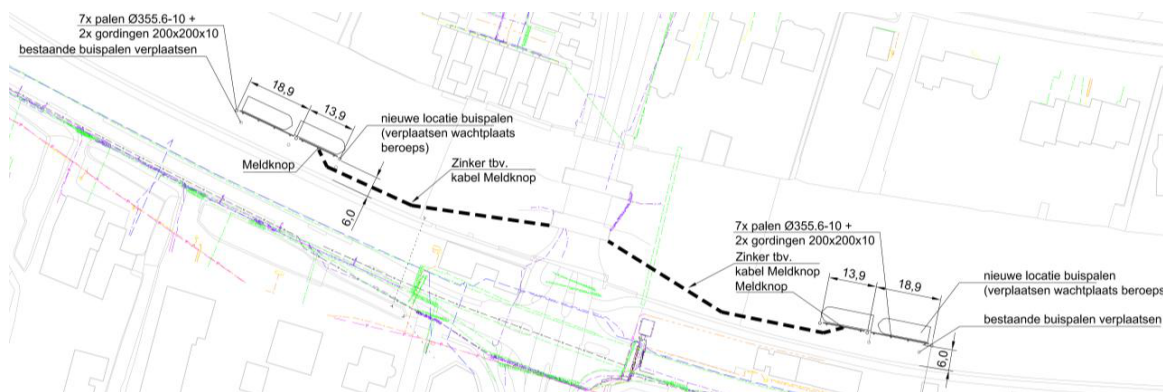 7x palen Ø355.6-10 +
2x gordingen 200x200x10
bestaande buispalen verplaatsen
18,9
13,9
nieuwe locatie buispalen
(verplaatsen wachtplaats
beroeps)
Meldknop
Zinker tbv.
kabel Meldknop
6,0
7x palen Ø355.6-10 +
2x gordingen 200x200x10
Zinker tbv.
kabel Meldknop
Meldknop
13,9
18,9
nieuwe locatie buispalen
(verplaatsen wachtplaats beroeps
bestaande buispalen verplaatsen
6,0